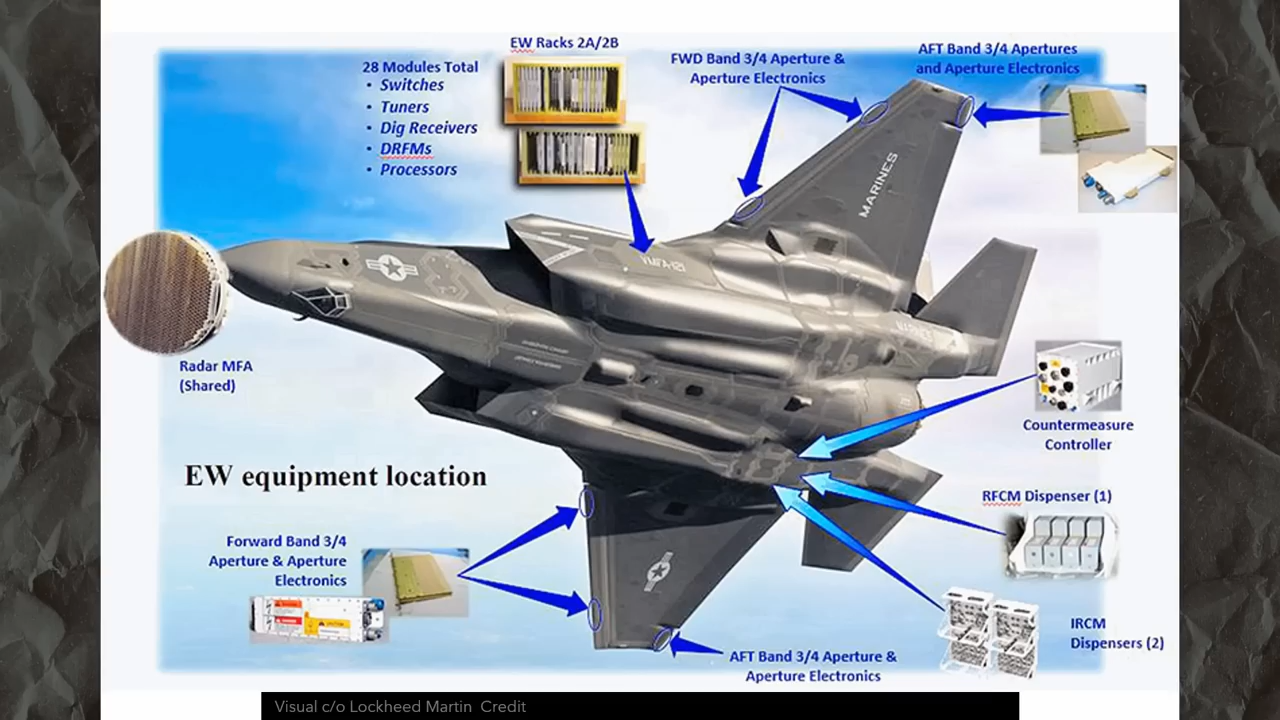 EW Racks 2A/2B
28 Modules Total
• Switches
• Tuners
• Dig Receivers
• DRFMs
• Processors
FWD Band 3/4 Aperture &
Aperture Electronics
AFT Band 3/4 Apertures
and Aperture Electronics
MARINES
VMFA-121
Radar MFA
(Shared)
Countermeasure
Controller
EW equipment location
RFCM Dispenser (1)
Forward Band 3/4
Aperture & Aperture
Electronics
IRCM
Dispensers (2)
AFT Band 3/4 Aperture &
Aperture Electronics
Visual c/o Lockheed Martin  Credit